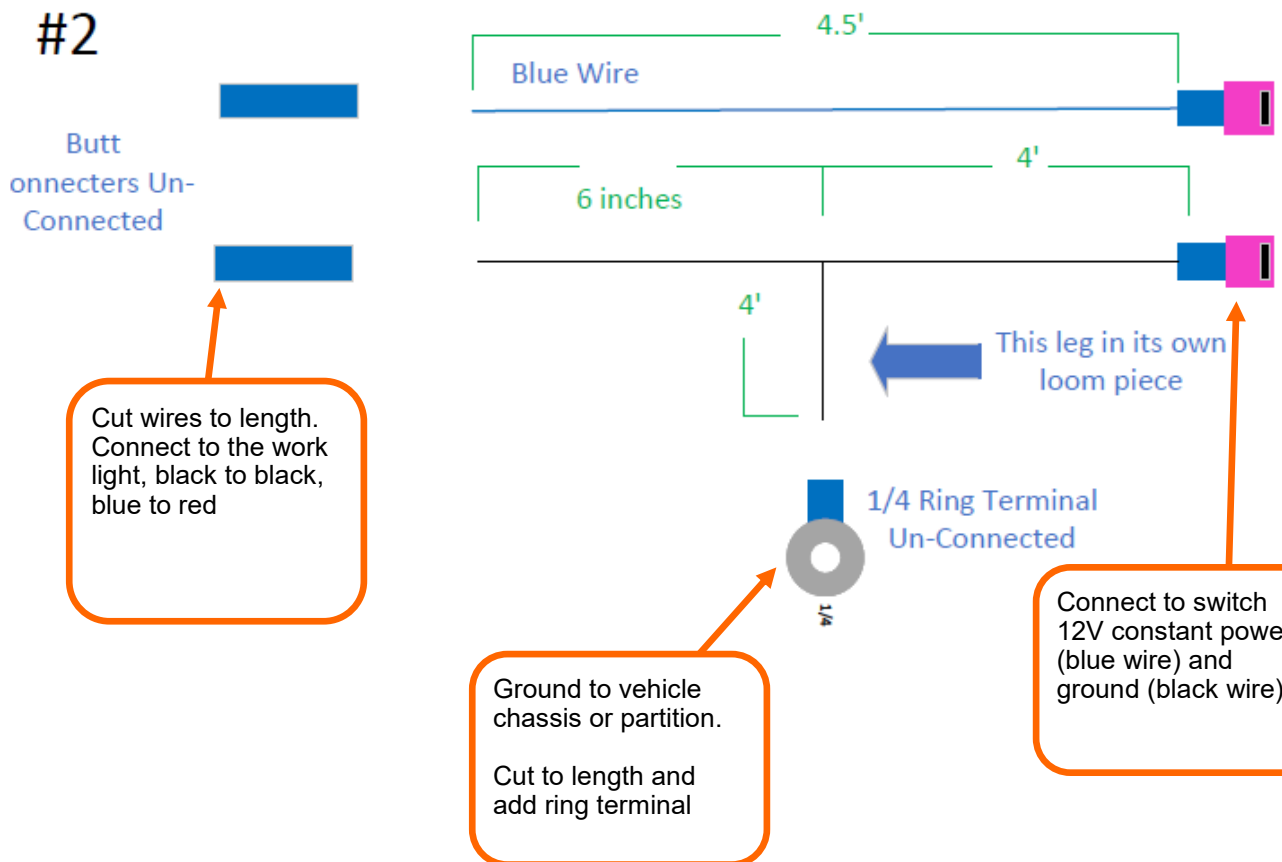 #2
4.5'
Blue Wire
Butt
onnecters Un-
Connected
6 inches
4'
4'
This leg in its own
loom piece
Cut wires to length.
Connect to the work
light, black to black,
blue to red
1/4 Ring Terminal
Un-Connected
1/4
Ground to vehicle
chassis or partition.
Cut to length and
add ring terminal
Connect to switch
12V constant powe
(blue wire) and
ground (black wire)